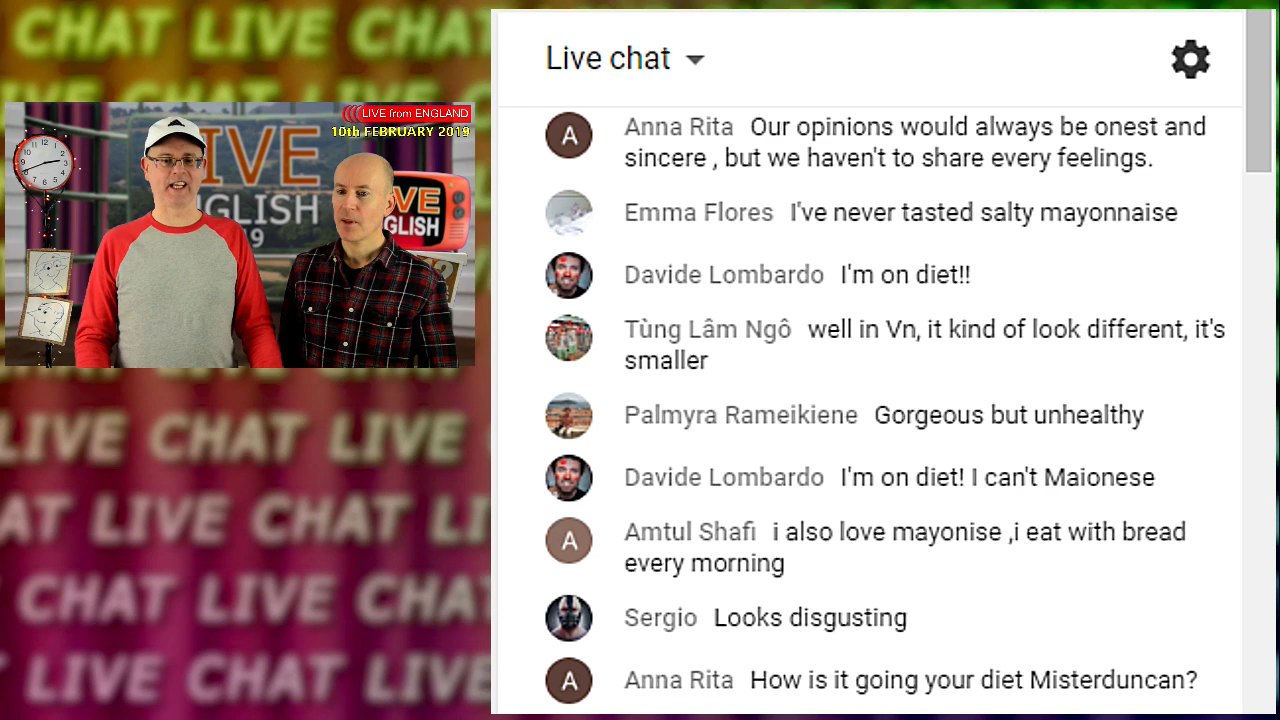 CHAT LIVE CHAT
LIVE CHAT LIVE
LIVE from ENGLAND
10th FEBRUARY 2019
LIVE
ENGLISH
LIVE CHAT LIVE
CHAT LIVE CHAT LI
CHAT LIVE CHAT
LIVE CHAT LIVE
Live chat
Anna Rita Our opinions would always be onest and
sincere , but we haven't to share every feelings.
Emma Flores I've never tasted salty mayonnaise
Davide Lombardo I'm on diet!!
Tùng Lâm Ngô well in Vn, it kind of look different, it's
smaller
Palmyra Rameikiene Gorgeous but unhealthy
Davide Lombardo I'm on diet! I can't Maionese
Amtul Shafi i also love mayonise ,i eat with bread
every morning
Sergio Looks disgusting
Anna Rita How is it going your diet Misterduncan?